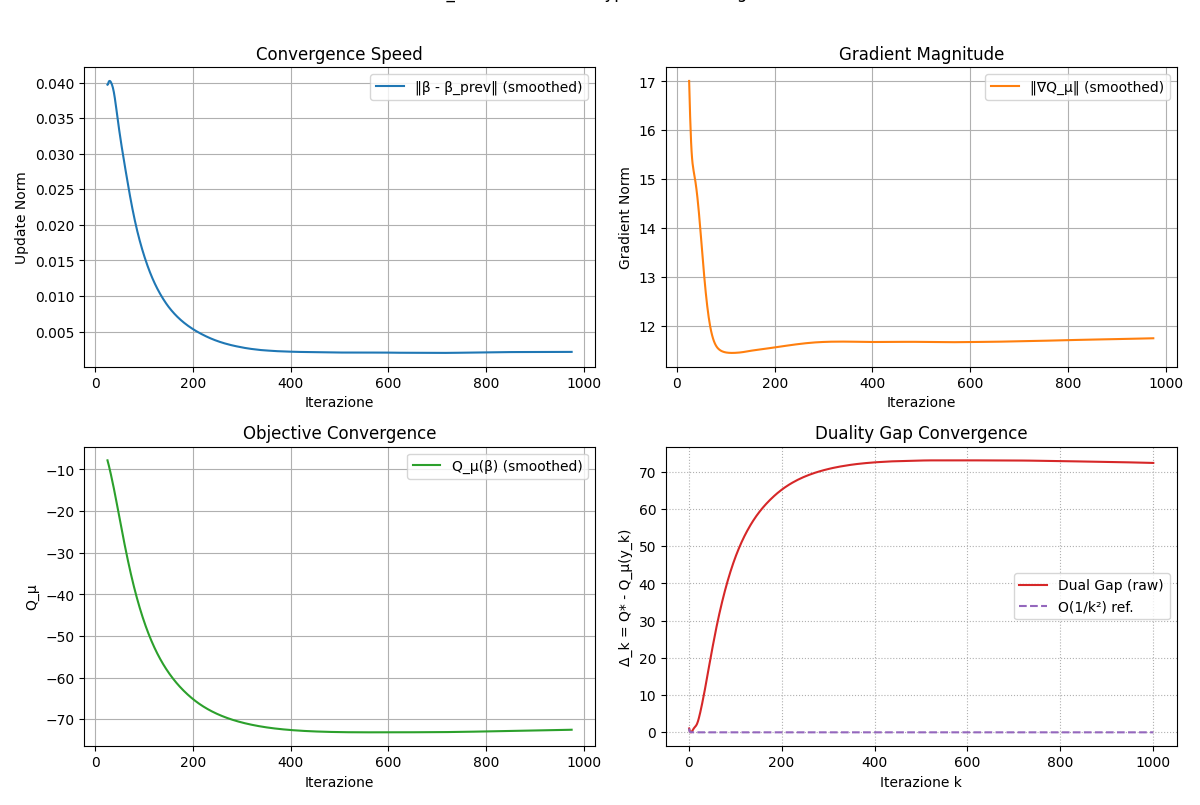 Convergence Speed
‖β - β_prev‖ (smoothed)
Update Norm
0.040
0.035
0.030
0.025
0.020
0.015
0.010
0.005
0 200 400 600 800 1000
Iterazione
Gradient Magnitude
‖∇Q_μ‖ (smoothed)
Gradient Norm
17
16
15
14
13
12
0 200 400 600 800 1000
Iterazione
Objective Convergence
Q_μ(β) (smoothed)
Q_μ
−10
−20
−30
−40
−50
−60
−70
0 200 400 600 800 1000
Iterazione
Duality Gap Convergence
Dual Gap (raw)
O(1/k²) ref.
Δ_k = Q* - Q_μ(y_k)
70
60
50
40
30
20
10
0
0 200 400 600 800 1000
Iterazione k